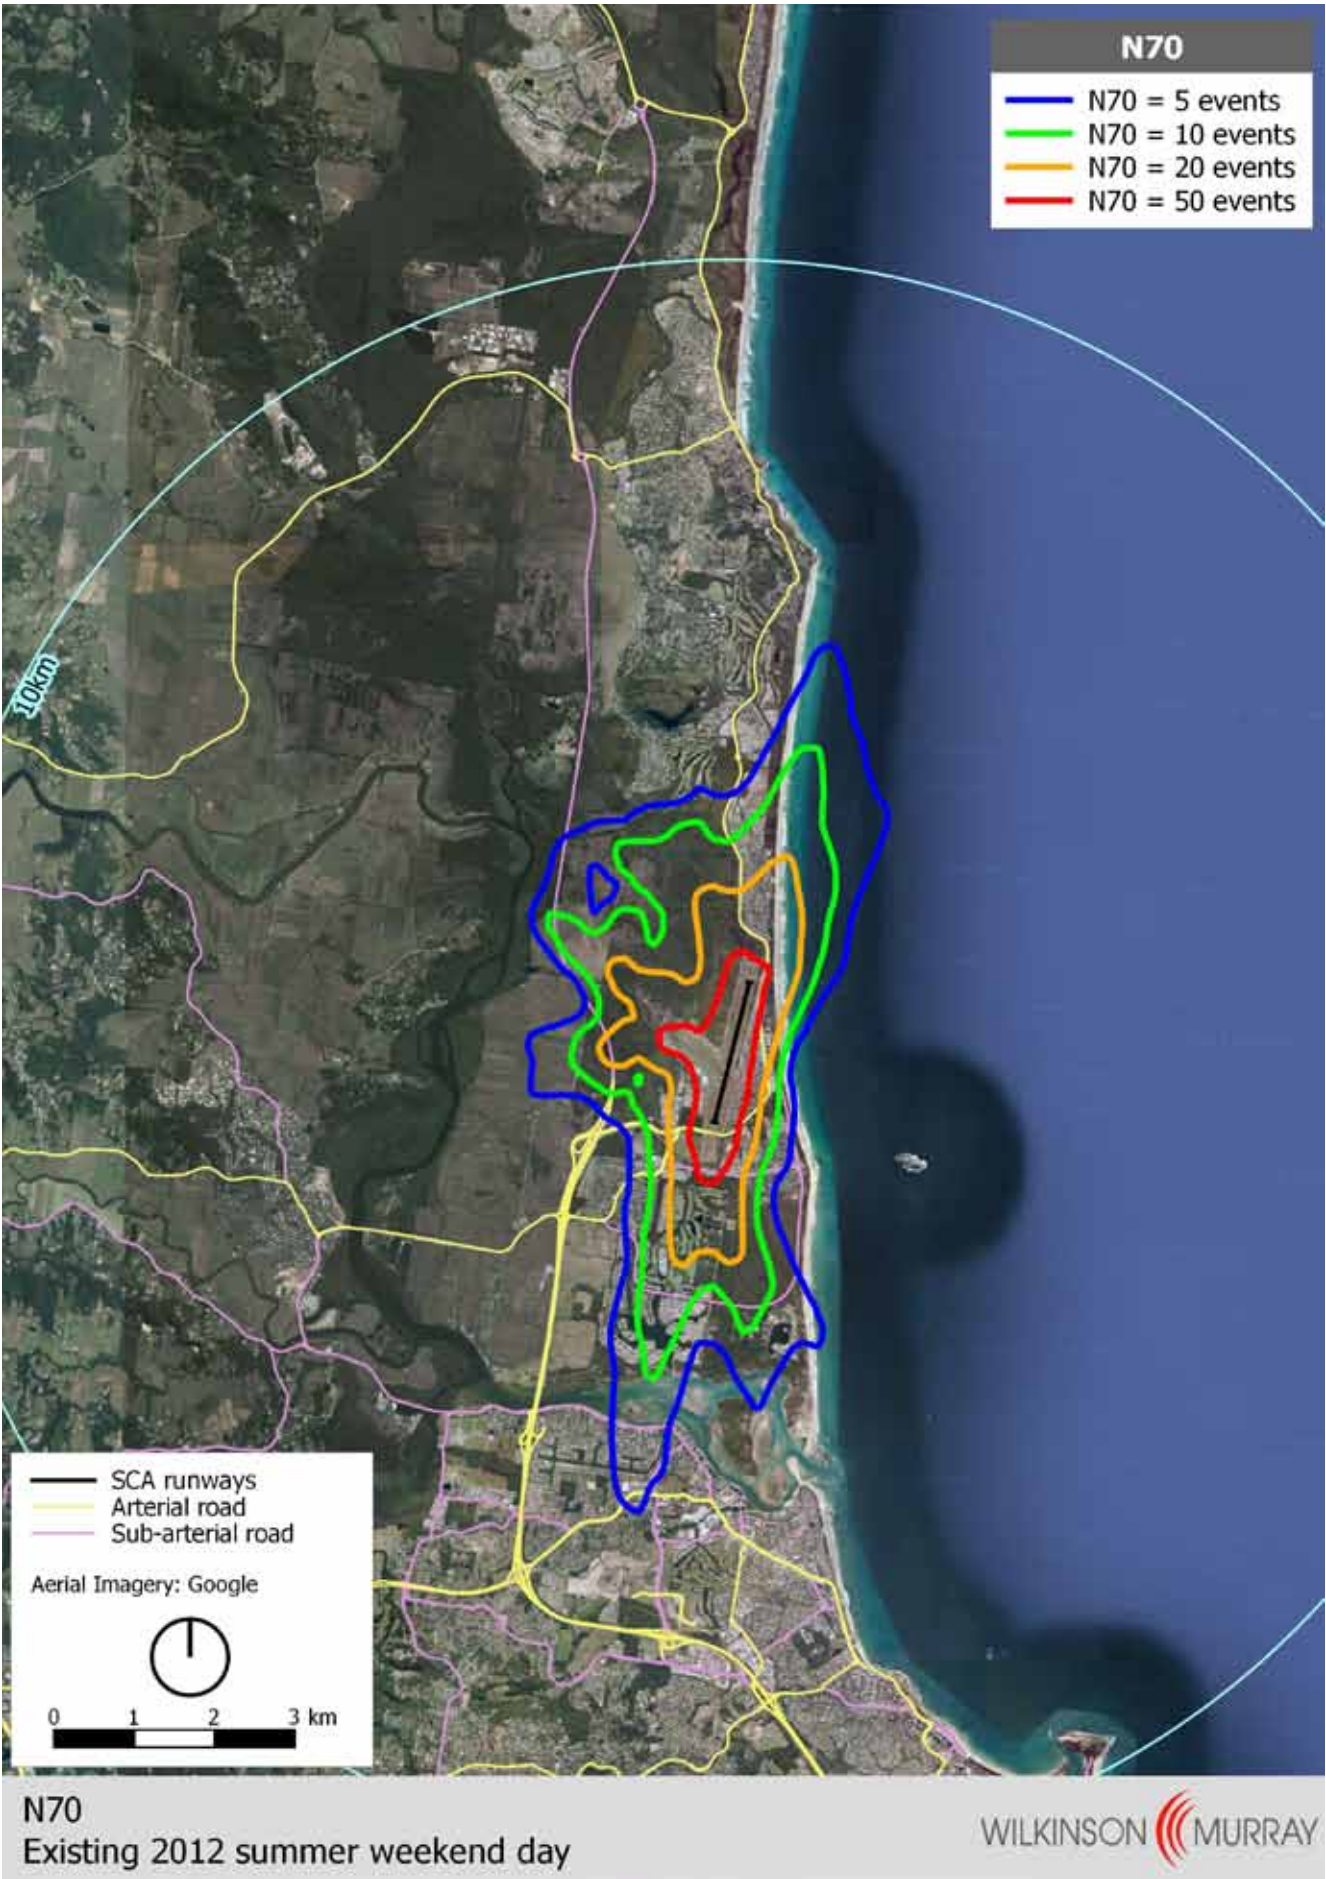 N70
N70 = 5 events
N70 = 10 events
N70 = 20 events
N70 = 50 events
10km
SCA runways
Arterial road
Sub-arterial road
Aerial Imagery: Google
0 1 2 3 km
N70
Existing 2012 summer weekend day
WILKINSON MURRAY